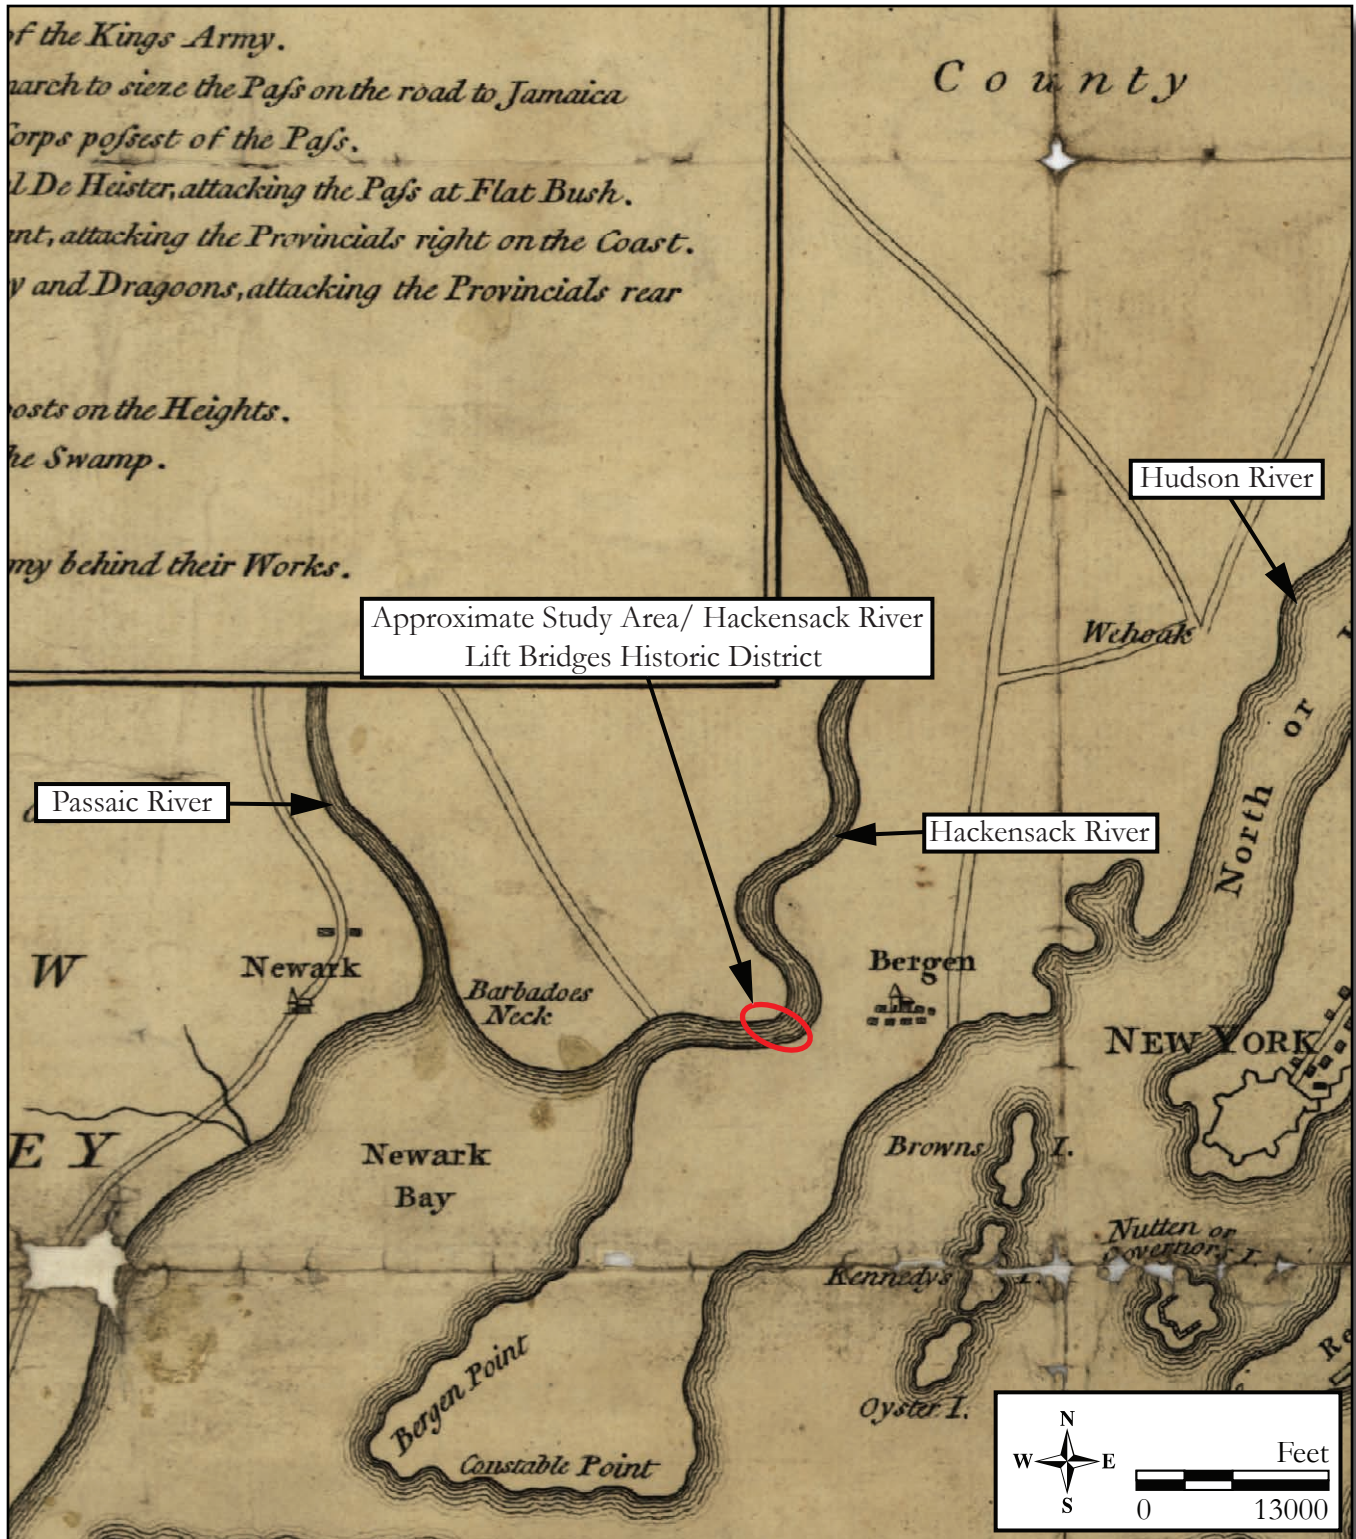 of the Kings Army.
march to sieze the Paſs on the road to Jamaica
Corps poſsest of the Paſs.
l De Heister, attacking the Paſs at Flat Bush.
nt, attacking the Provincials right on the Coast.
y and Dragoons, attacking the Provincials rear
posts on the Heights.
he Swamp.
my behind their Works.
County
Hudson River
Approximate Study Area/ Hackensack River
Lift Bridges Historic District
Wehoak
North or
Passaic River
Hackensack River
W
Newark
Barbadoes
Neck
Bergen
NEW YORK
EY
Newark
Bay
Browns I.
Nutten or
Governors I.
Kennedys I.
Bergen Point
Oyster I.
Constable Point
Re
N
W E
S
Feet
0 13000